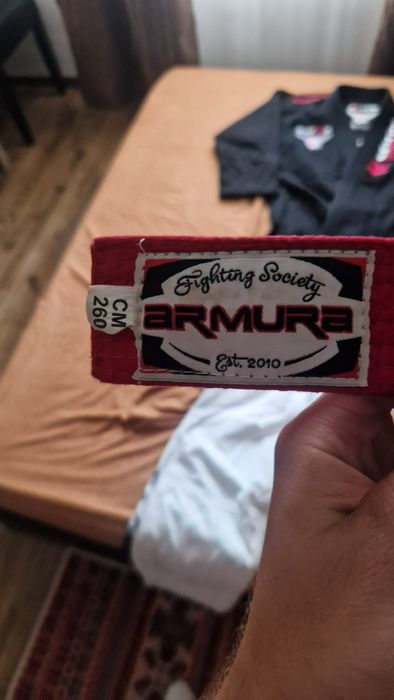 Fighting Society
ARMURA
Est. 2010
CM
260